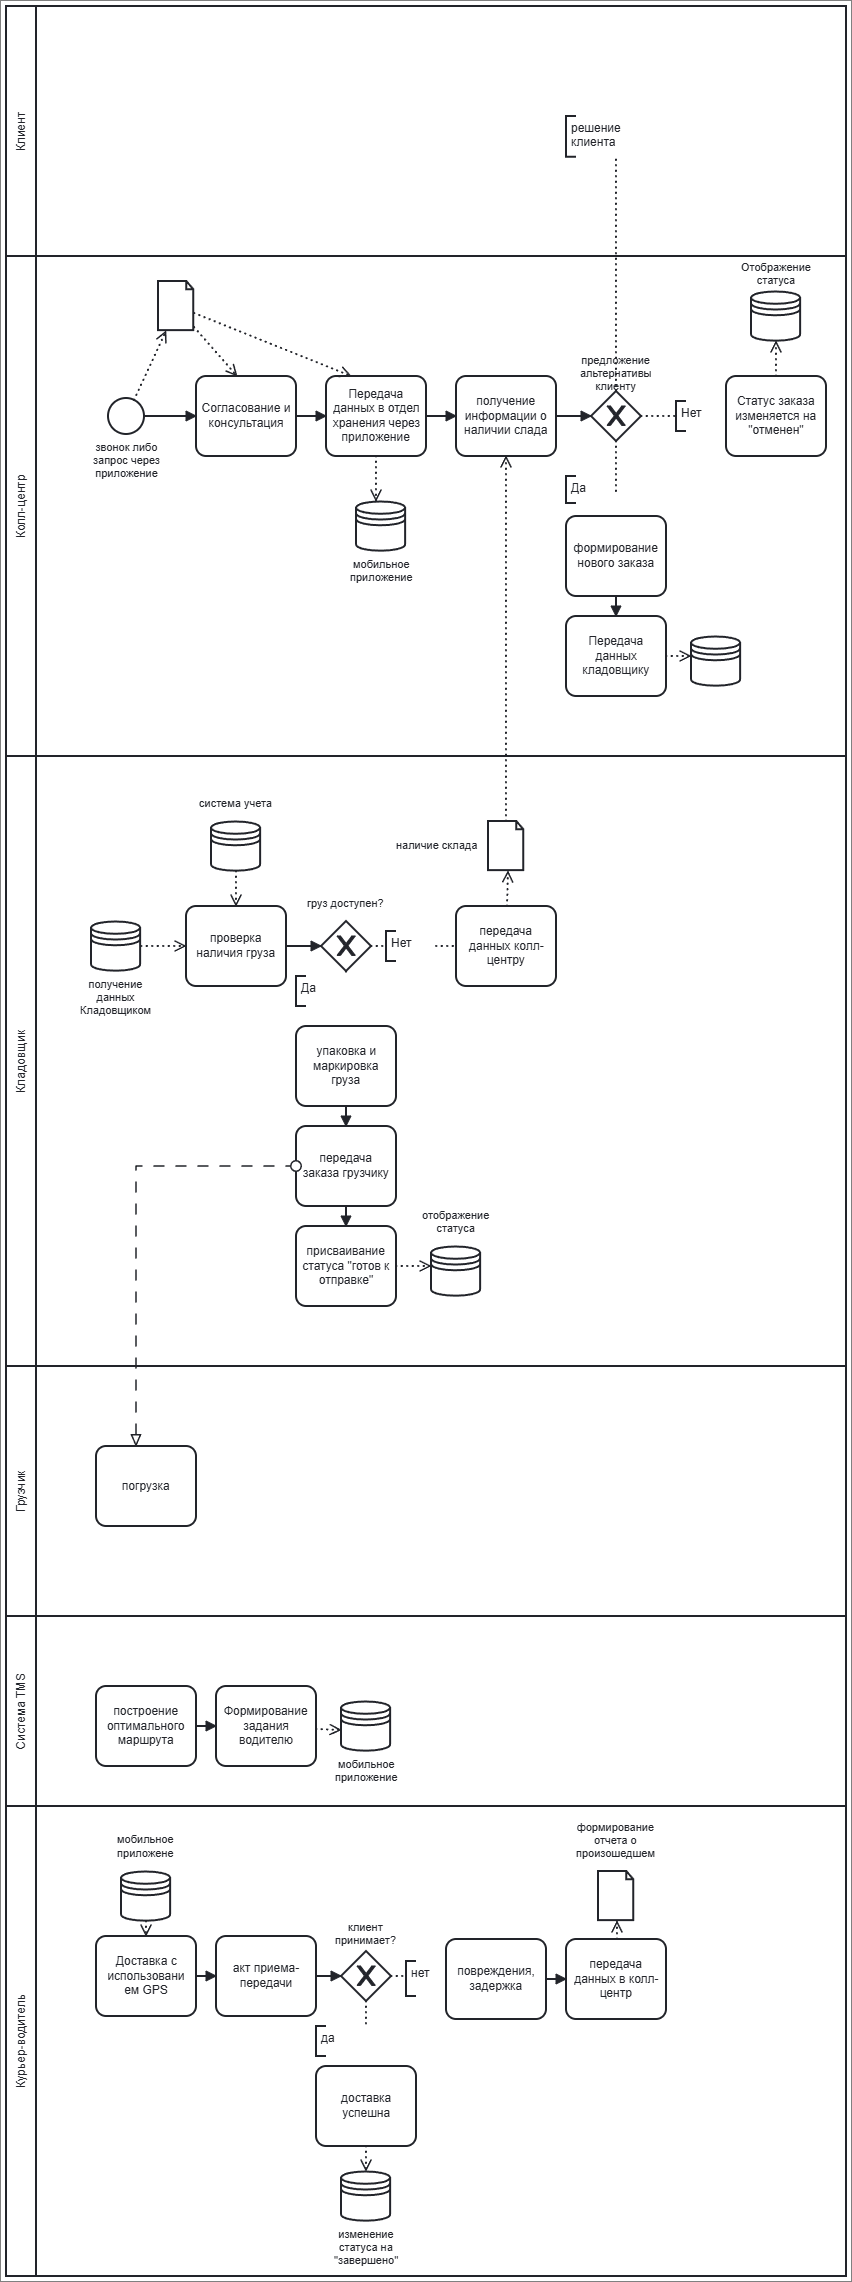 Клиент
решение
клиента
Колл-центр
Отображение
статуса
предложение
альтернативы
клиенту
Согласование и
консультация
Передача
данных в отдел
хранения через
приложение
получение
информации о
наличии слада
Нет
Статус заказа
изменяется на
"отменен"
звонок либо
запрос через
приложение
Да
мобильное
приложение
формирование
нового заказа
Передача
данных
кладовщику
Кладовщик
система учета
наличие склада
груз доступен?
проверка
наличия груза
Нет
передача
данных колл-
центру
получение
данных
Кладовщиком
Да
упаковка и
маркировка
груза
передача
заказа грузчику
отображение
статуса
присваивание
статуса "готов к
отправке"
Грузчик
погрузка
Система TMS
построение
оптимального
маршрута
Формирование
задания
водителю
мобильное
приложение
Курьер-водитель
мобильное
приложене
формирование
отчета о
произошедшем
клиент
принимает?
Доставка с
использовани
ем GPS
акт приема-
передачи
нет
повреждения,
задержка
передача
данных в колл-
центр
да
доставка
успешна
изменение
статуса на
"завершено"